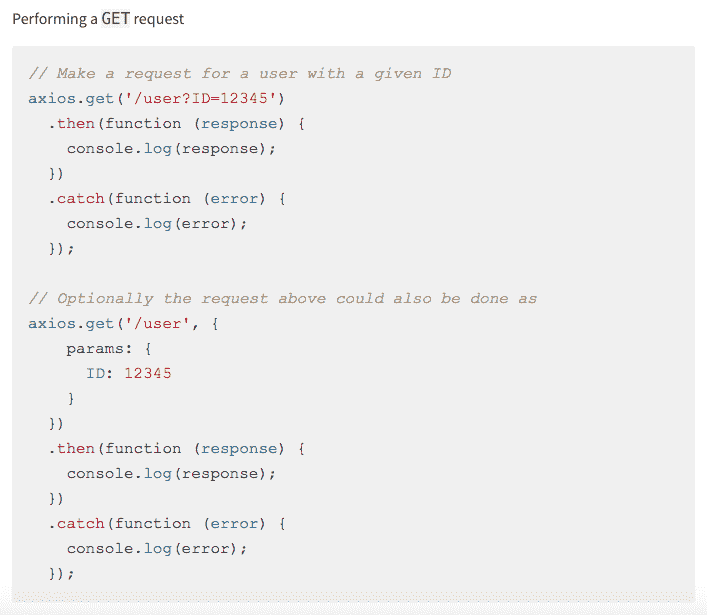 Performing a GET request
// Make a request for a user with a given ID
axios.get('/user?ID=12345')
  .then(function (response) {
    console.log(response);
  })
  .catch(function (error) {
    console.log(error);
  });

// Optionally the request above could also be done as
axios.get('/user', {
    params: {
      ID: 12345
    }
  })
  .then(function (response) {
    console.log(response);
  })
  .catch(function (error) {
    console.log(error);
  });